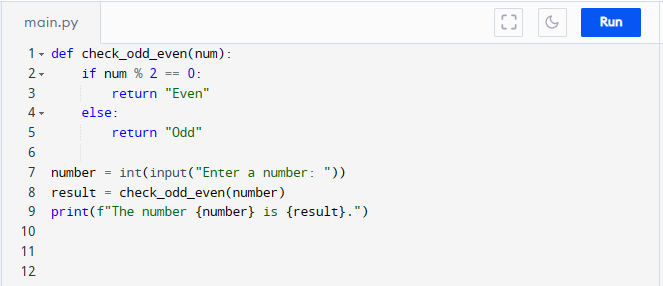 main.py
Run
1 def check_odd_even(num):
2     if num % 2 == 0:
3         return "Even"
4     else:
5         return "Odd"
6
7 number = int(input("Enter a number: "))
8 result = check_odd_even(number)
9 print(f"The number {number} is {result}.")
10
11
12